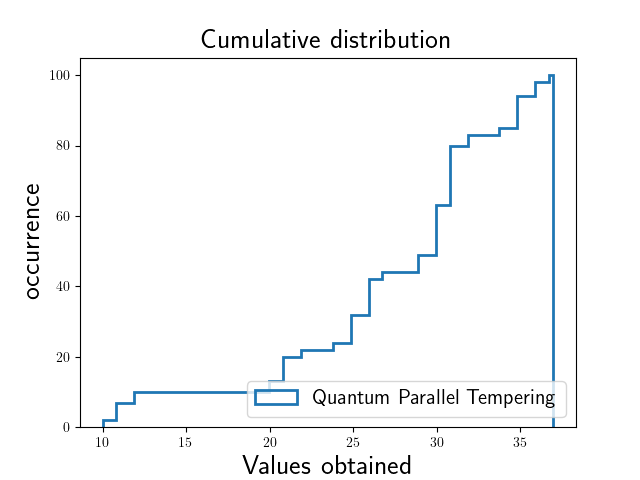 Cumulative distribution
100
80
60
40
20
0
occurrence
Quantum Parallel Tempering
10 15 20 25 30 35
Values obtained